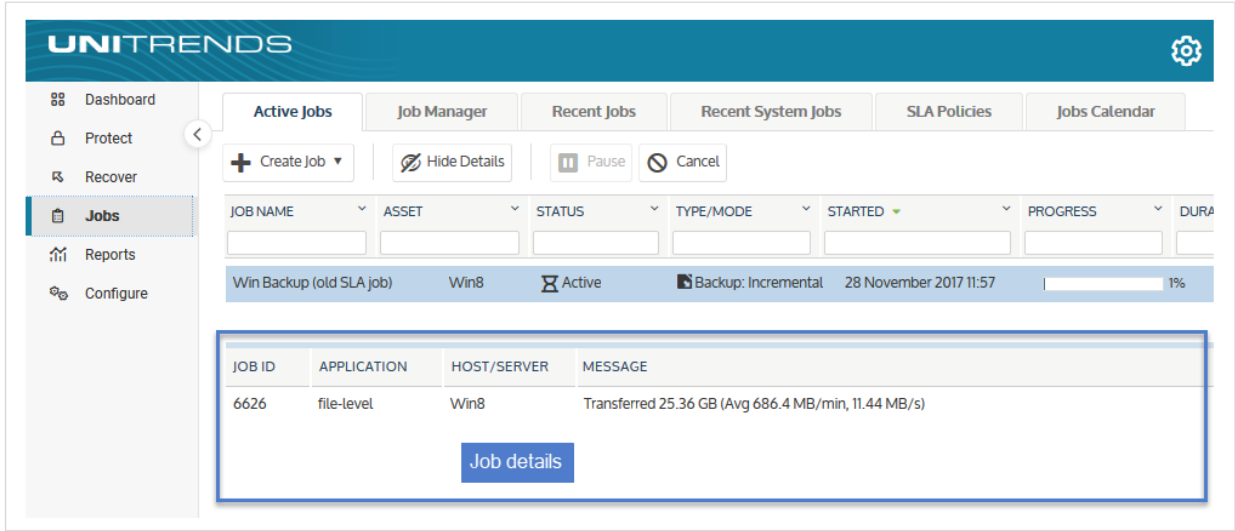 UNITRENDS
Dashboard
Protect
Recover
Jobs
Reports
Configure
Active Jobs Job Manager Recent Jobs Recent System Jobs SLA Policies Jobs Calendar
Create Job Hide Details Pause Cancel
JOB NAME ASSET STATUS TYPE/MODE STARTED PROGRESS DURA
Win Backup (old SLA job) Win8 Active Backup: Incremental 28 November 2017 11:57 1%
JOB ID APPLICATION HOST/SERVER MESSAGE
6626 file-level Win8 Transferred 25.36 GB (Avg 686.4 MB/min, 11.44 MB/s)
Job details